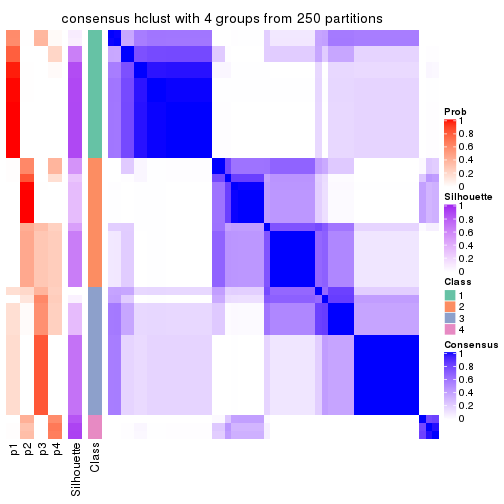 consensus hclust with 4 groups from 250 partitions
Prob
1
0.8
0.6
0.4
0.2
0
Silhouette
1
0.8
0.6
0.4
0.2
0
Class
1
2
3
4
Consensus
1
0.8
0.6
0.4
0.2
0
p1
p2
p3
p4
Silhouette
Class